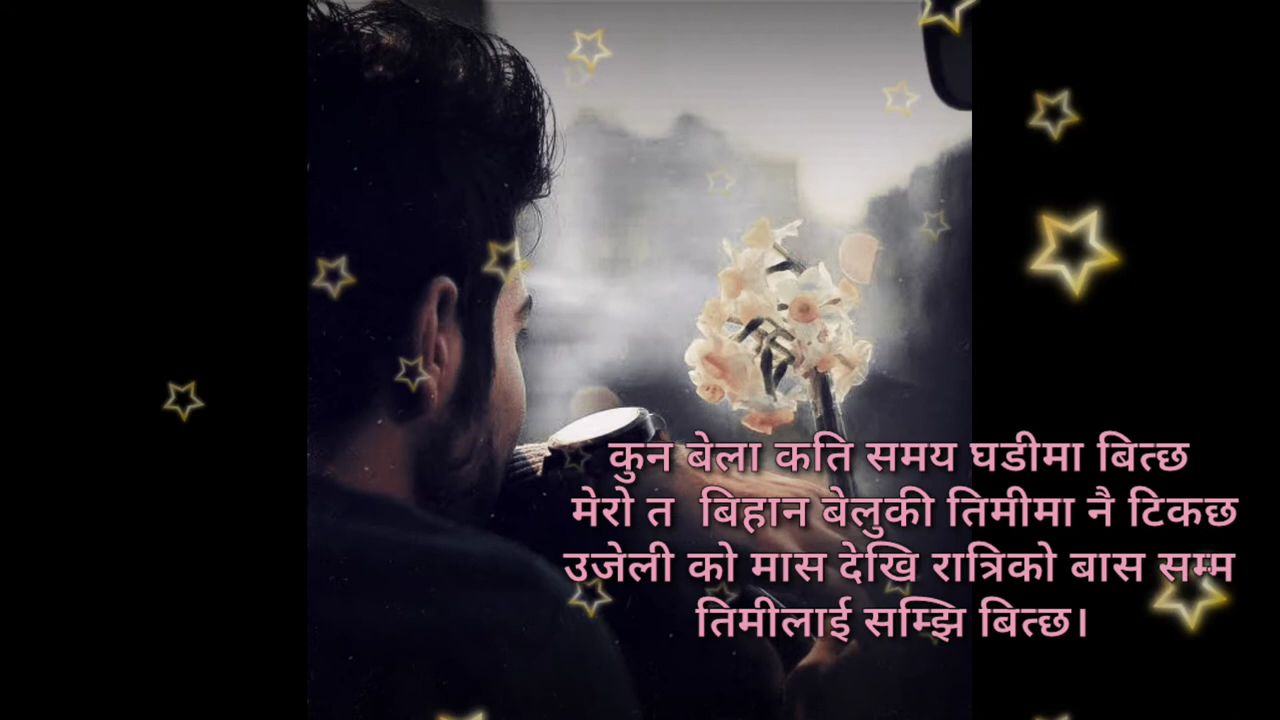 कुन बेला कति समय घडीमा बित्छ
मेरो त  बिहान बेलुकी तिमीमा नै टिकछ
उजेली को मास देखि रात्रिको बास सम्म
तिमीलाई सम्झि बित्छ।